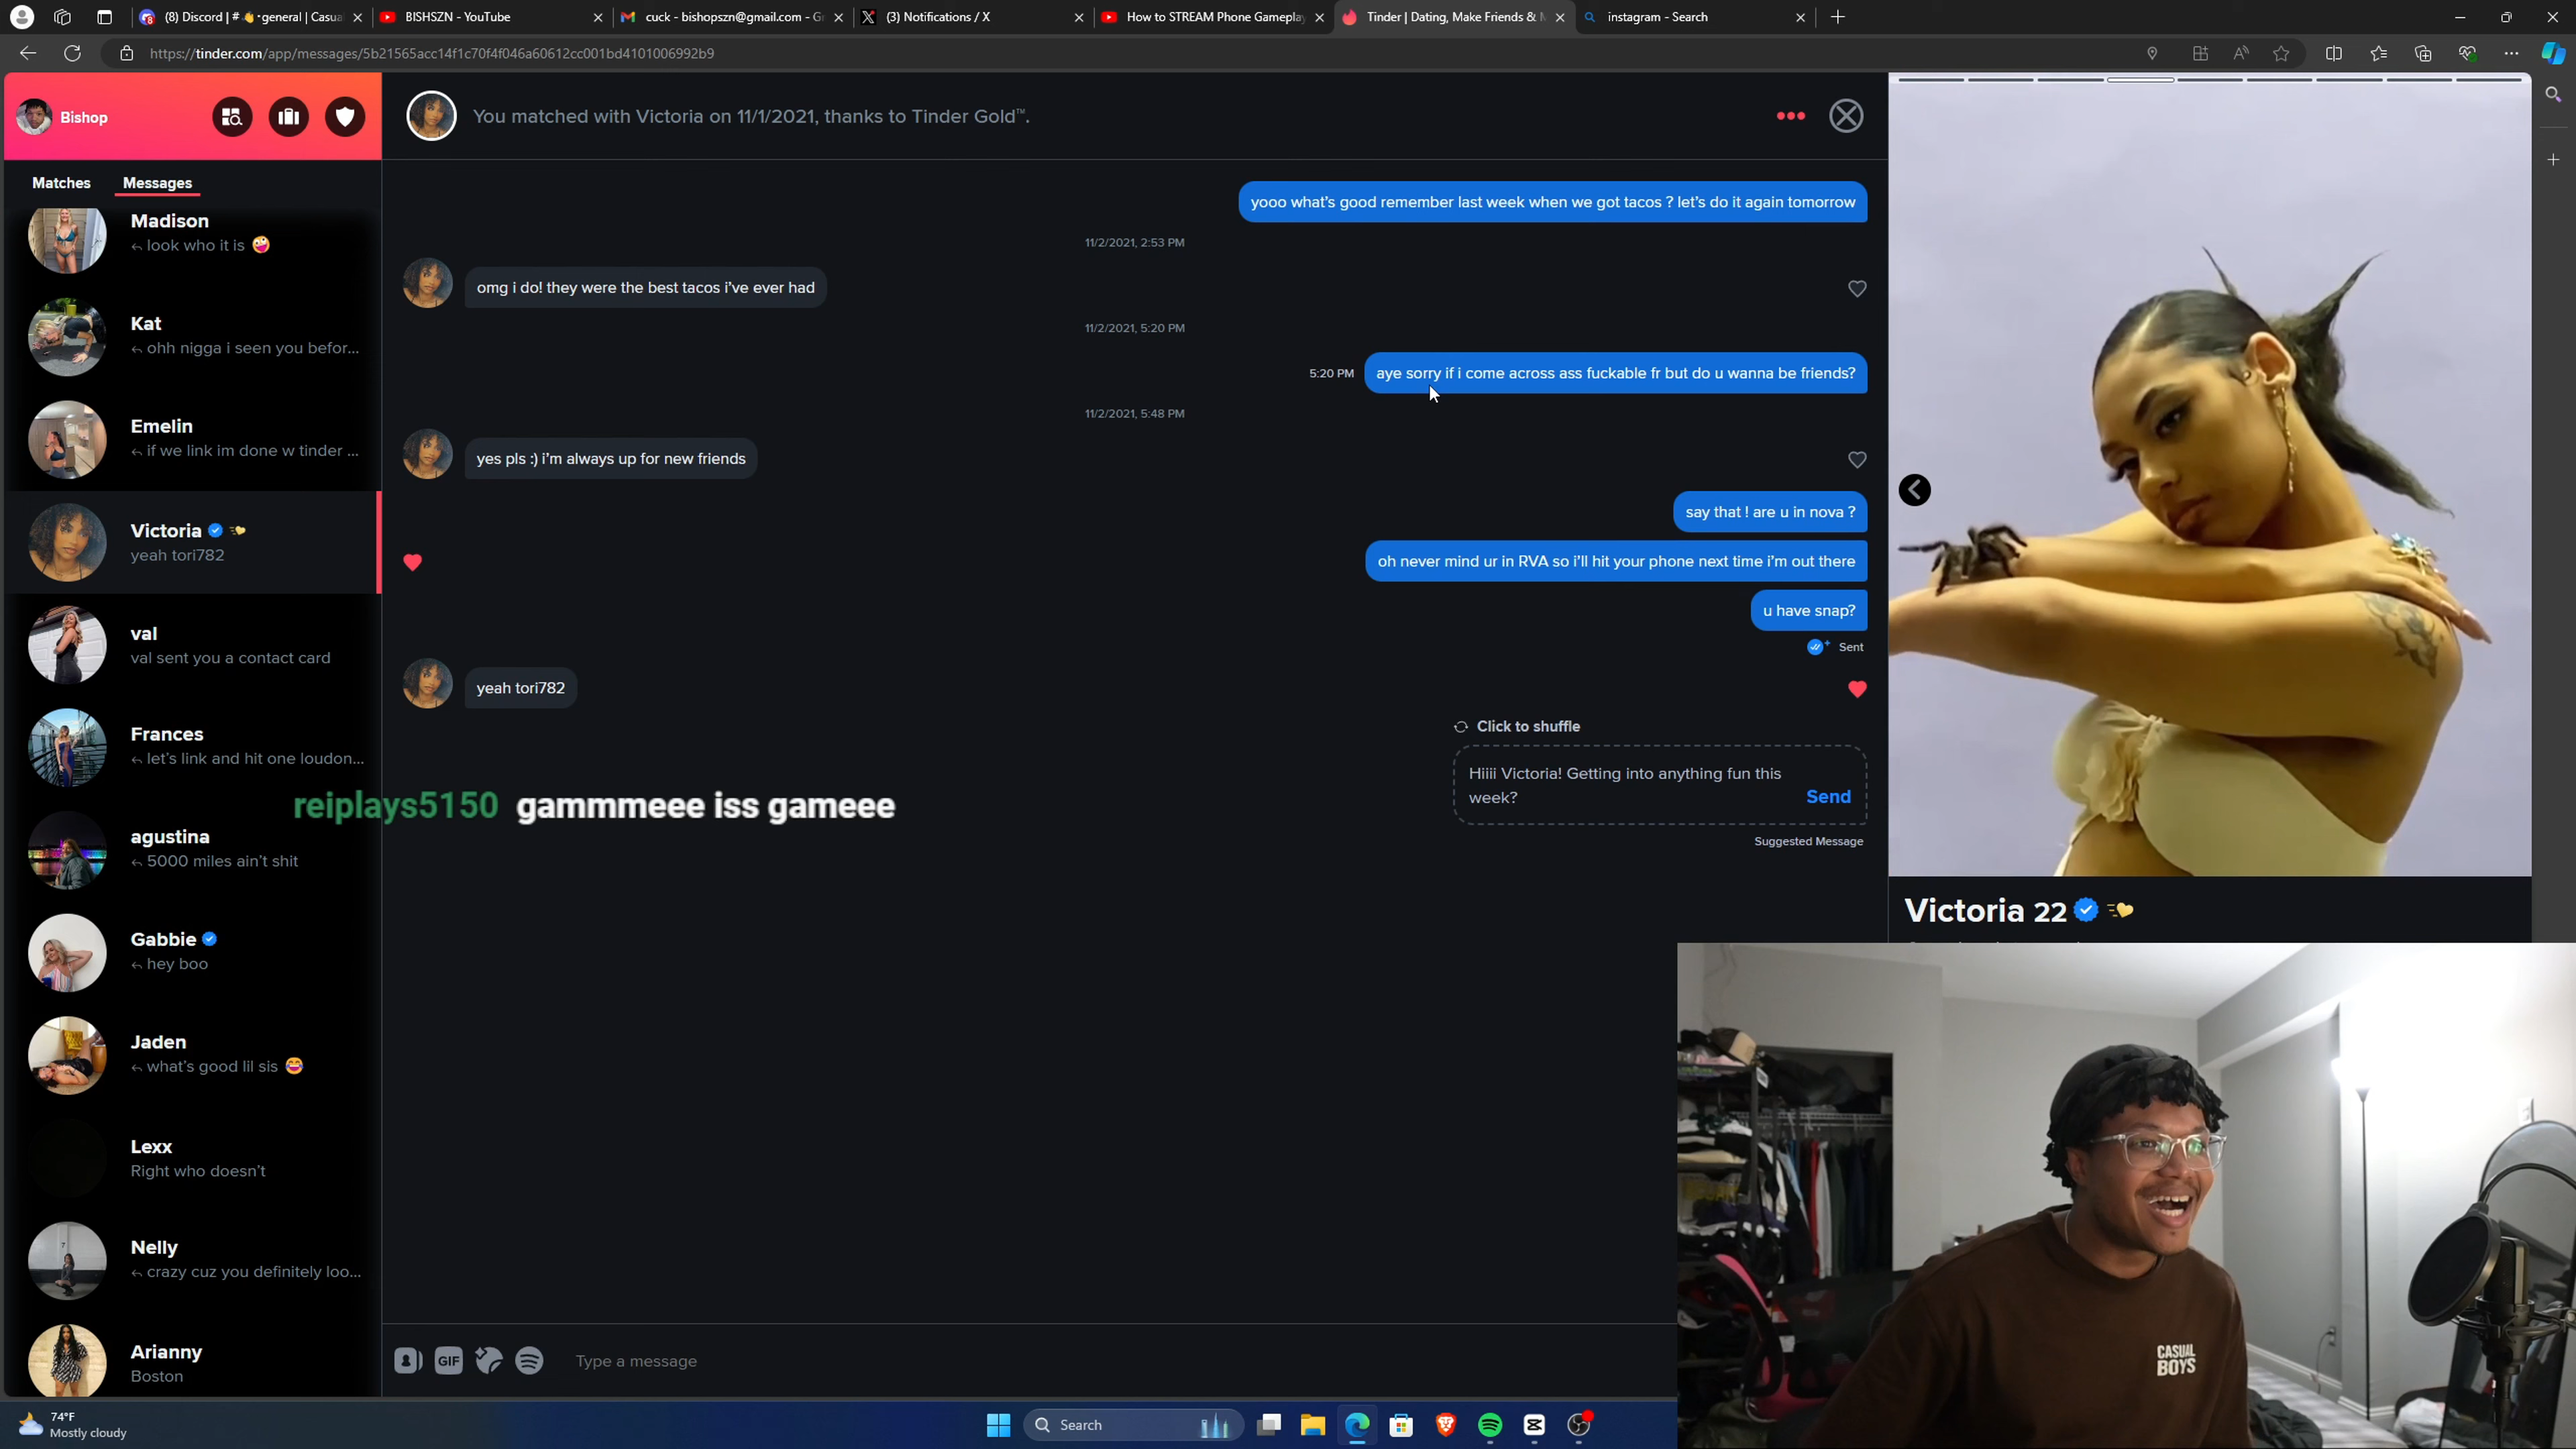 (8) Discord | #👋·general | Casua
BISHSZN - YouTube
cuck - bishopszn@gmail.com - G
(3) Notifications / X
How to STREAM Phone Gameplay
Tinder | Dating, Make Friends & M
instagram - Search
https://tinder.com/app/messages/5b21565acc14f1c70f4f046a60612cc001bd4101006992b9
Bishop
Matches
Messages
Madison
look who it is 🤪
Kat
ohh nigga i seen you befor...
Emelin
if we link im done w tinder ...
Victoria
yeah tori782
val
val sent you a contact card
Frances
let's link and hit one loudon...
agustina
5000 miles ain't shit
Gabbie
hey boo
Jaden
what's good lil sis 😂
Lexx
Right who doesn't
Nelly
crazy cuz you definitely loo...
Arianny
Boston
You matched with Victoria on 11/1/2021, thanks to Tinder Gold™.
yooo what's good remember last week when we got tacos ? let's do it again tomorrow
11/2/2021, 2:53 PM
omg i do! they were the best tacos i've ever had
11/2/2021, 5:20 PM
5:20 PM
aye sorry if i come across ass fuckable fr but do u wanna be friends?
11/2/2021, 5:48 PM
yes pls :) i'm always up for new friends
say that ! are u in nova ?
oh never mind ur in RVA so i'll hit your phone next time i'm out there
u have snap?
Sent
yeah tori782
Click to shuffle
Hiiii Victoria! Getting into anything fun this
week?
Send
Suggested Message
reiplays5150 gammmeee iss gameee
GIF
Type a message
Victoria 22
CASUAL
BOYS
74°F
Mostly cloudy
Search